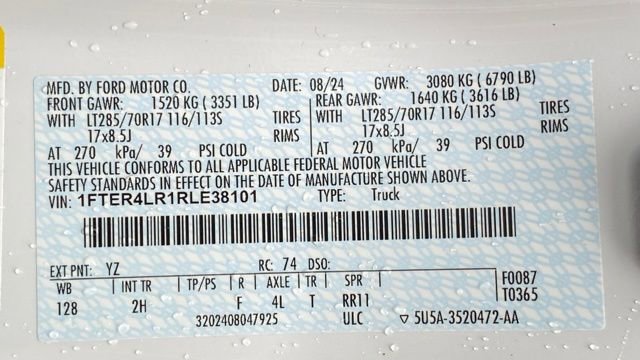 MFD. BY FORD MOTOR CO. DATE: 08/24 GVWR: 3080 KG ( 6790 LB)
FRONT GAWR: 1520 KG ( 3351 LB) REAR GAWR: 1640 KG ( 3616 LB)
WITH LT285/70R17 116/113S TIRES WITH LT285/70R17 116/113S TIRES
17x8.5J RIMS 17x8.5J RIMS
AT 270 kPa/ 39 PSI COLD AT 270 kPa/ 39 PSI COLD
THIS VEHICLE CONFORMS TO ALL APPLICABLE FEDERAL MOTOR VEHICLE
SAFETY STANDARDS IN EFFECT ON THE DATE OF MANUFACTURE SHOWN ABOVE.
VIN: 1FTER4LR1RLE38101 TYPE: Truck
EXT PNT: YZ RC: 74 DSO:
WB INT TR TP/PS R AXLE TR SPR F0087
128 2H F 4L T RR11 T0365
3202408047925 ULC ▽ 5U5A-3520472-AA